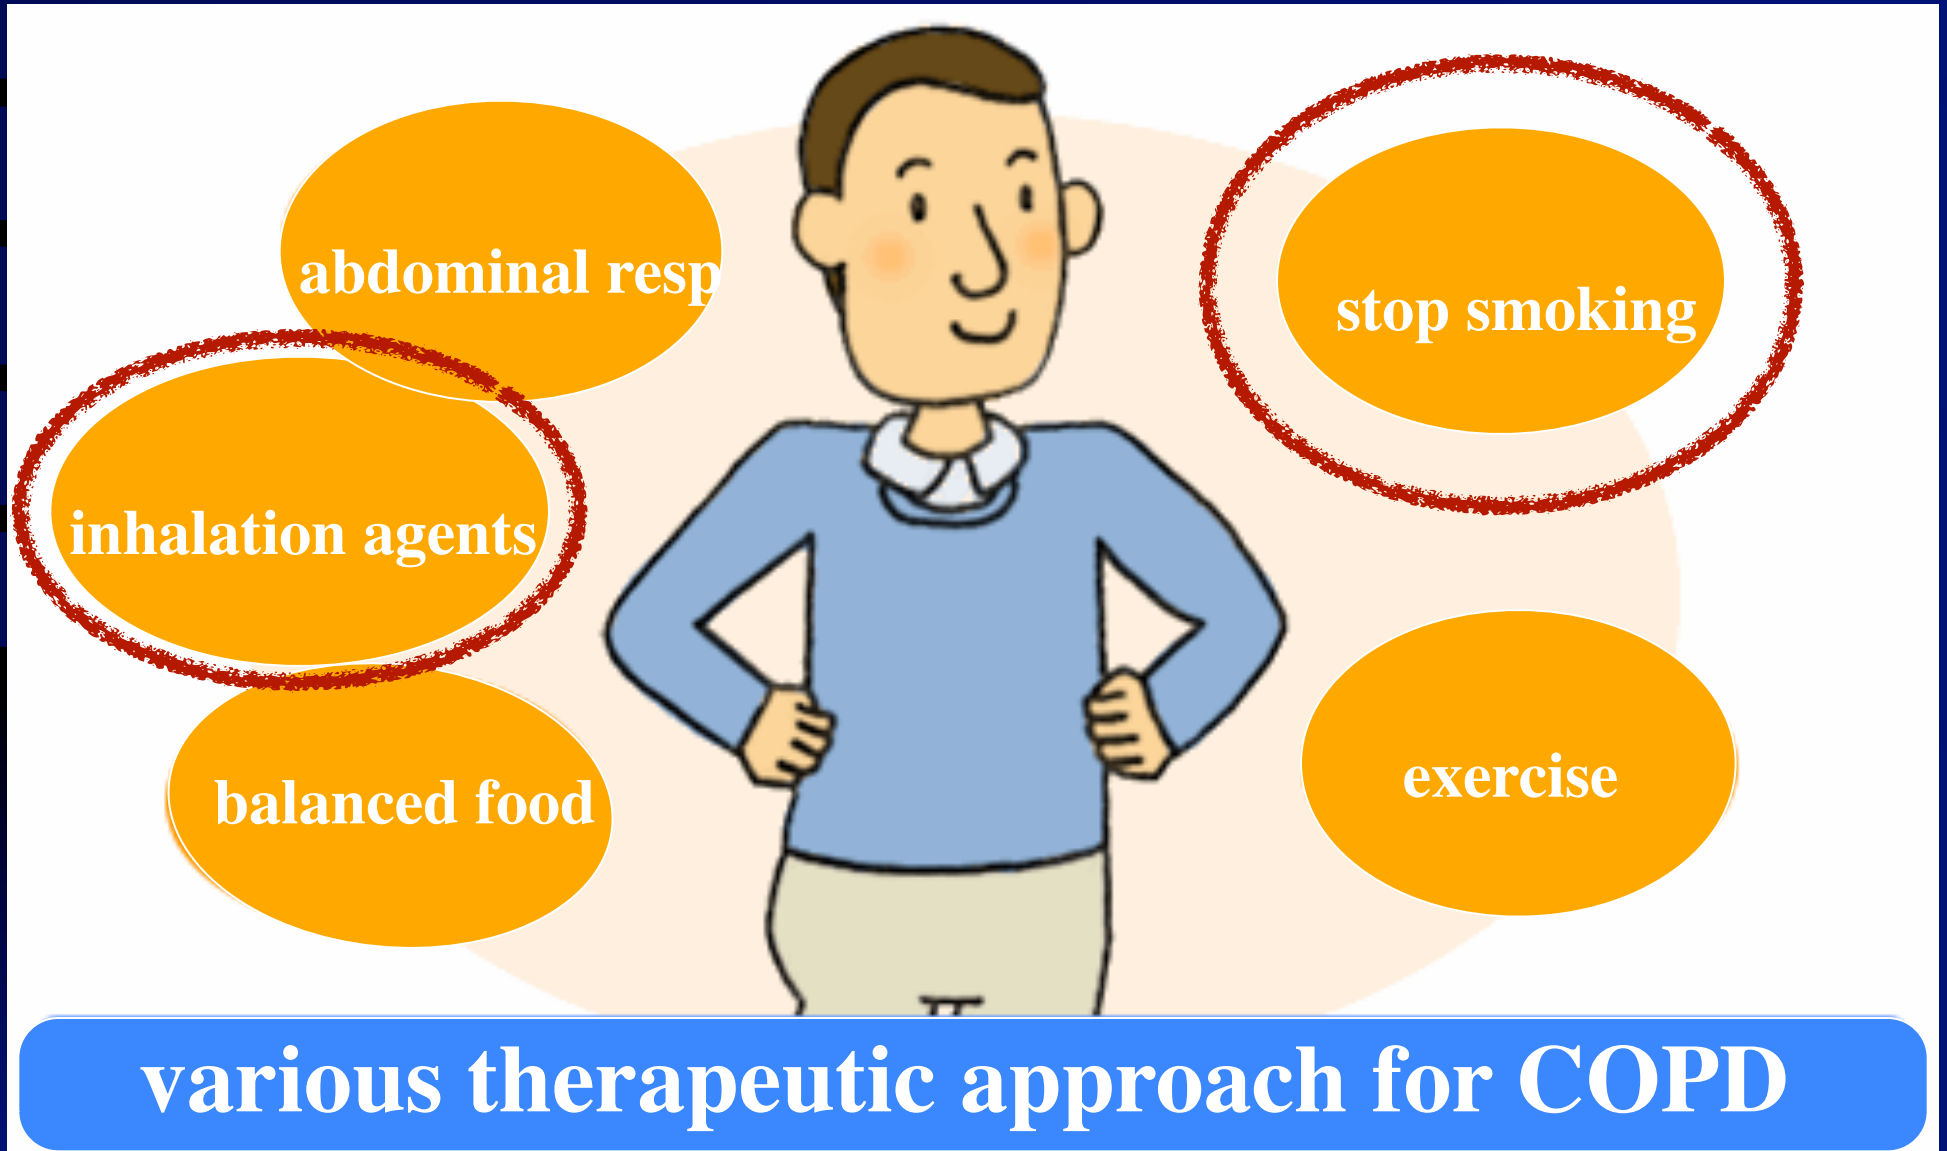 abdominal resp
stop smoking
inhalation agents
balanced food
exercise
various therapeutic approach for COPD